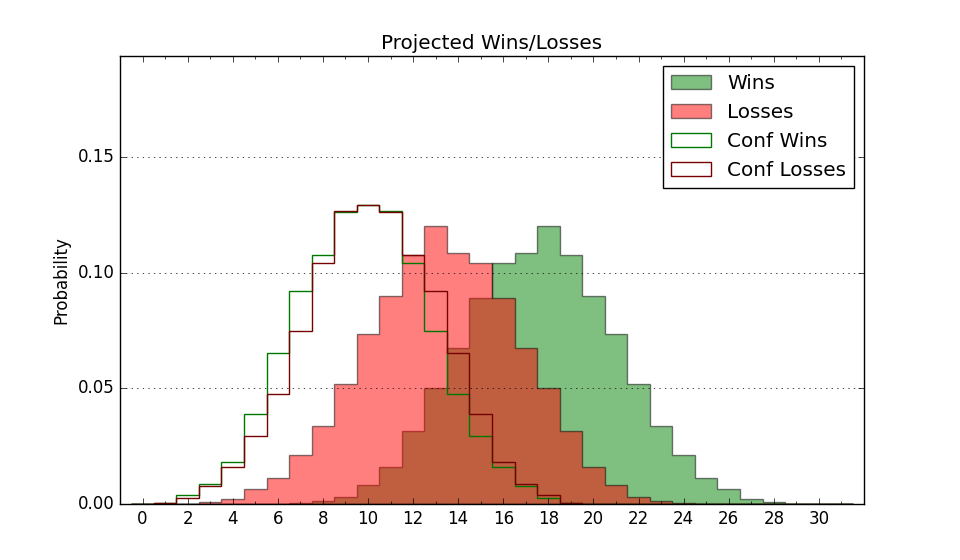 Projected Wins/Losses
Wins
Losses
Conf Wins
Conf Losses
Probability
0.15
0.10
0.05
0.00
0 2 4 6 8 10 12 14 16 18 20 22 24 26 28 30